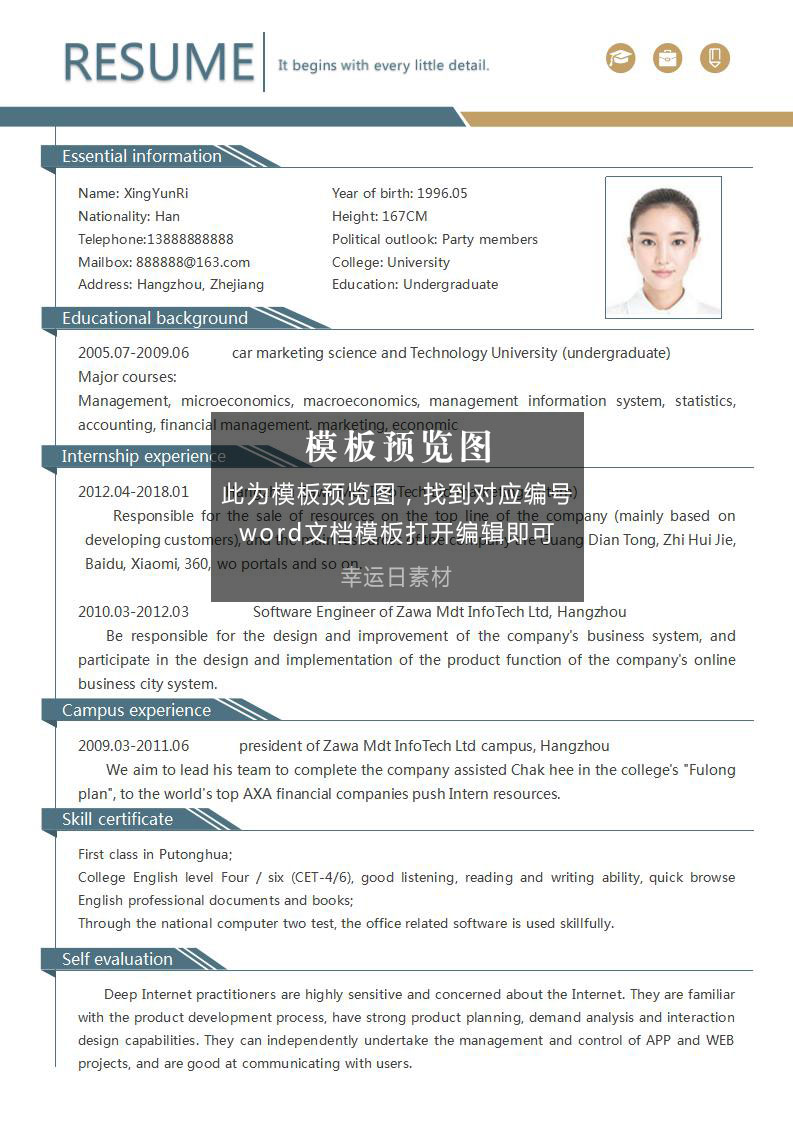 RESUME
It begins with every little detail.
Essential information
Name: XingYunRi
Year of birth: 1996.05
Nationality: Han
Height: 167CM
Telephone:13888888888
Political outlook: Party members
Mailbox: 888888@163.com
College: University
Address: Hangzhou, Zhejiang
Education: Undergraduate
Educational background
2005.07-2009.06 car marketing science and Technology University (undergraduate)
Major courses:
Management, microeconomics, macroeconomics, management information system, statistics,
accounting, financial management, marketing, economic
模板预览图
Internship experience
2012.04-2018.01
此为模板预览图，找到对应编号
Responsible for the sale of resources on the top line of the company (mainly based on
word文档模板打开编辑即可
developing customers), and the main of the company are Guang Dian Tong, Zhi Hui Jie,
Baidu, Xiaomi, 360, wo portals and so on.
幸运日素材
2010.03-2012.03 Software Engineer of Zawa Mdt InfoTech Ltd, Hangzhou
Be responsible for the design and improvement of the company's business system, and
participate in the design and implementation of the product function of the company's online
business city system.
Campus experience
2009.03-2011.06 president of Zawa Mdt InfoTech Ltd campus, Hangzhou
We aim to lead his team to complete the company assisted Chak hee in the college's "Fulong
plan", to the world's top AXA financial companies push Intern resources.
Skill certificate
First class in Putonghua;
College English level Four / six (CET-4/6), good listening, reading and writing ability, quick browse
English professional documents and books;
Through the national computer two test, the office related software is used skillfully.
Self evaluation
Deep Internet practitioners are highly sensitive and concerned about the Internet. They are familiar
with the product development process, have strong product planning, demand analysis and interaction
design capabilities. They can independently undertake the management and control of APP and WEB
projects, and are good at communicating with users.